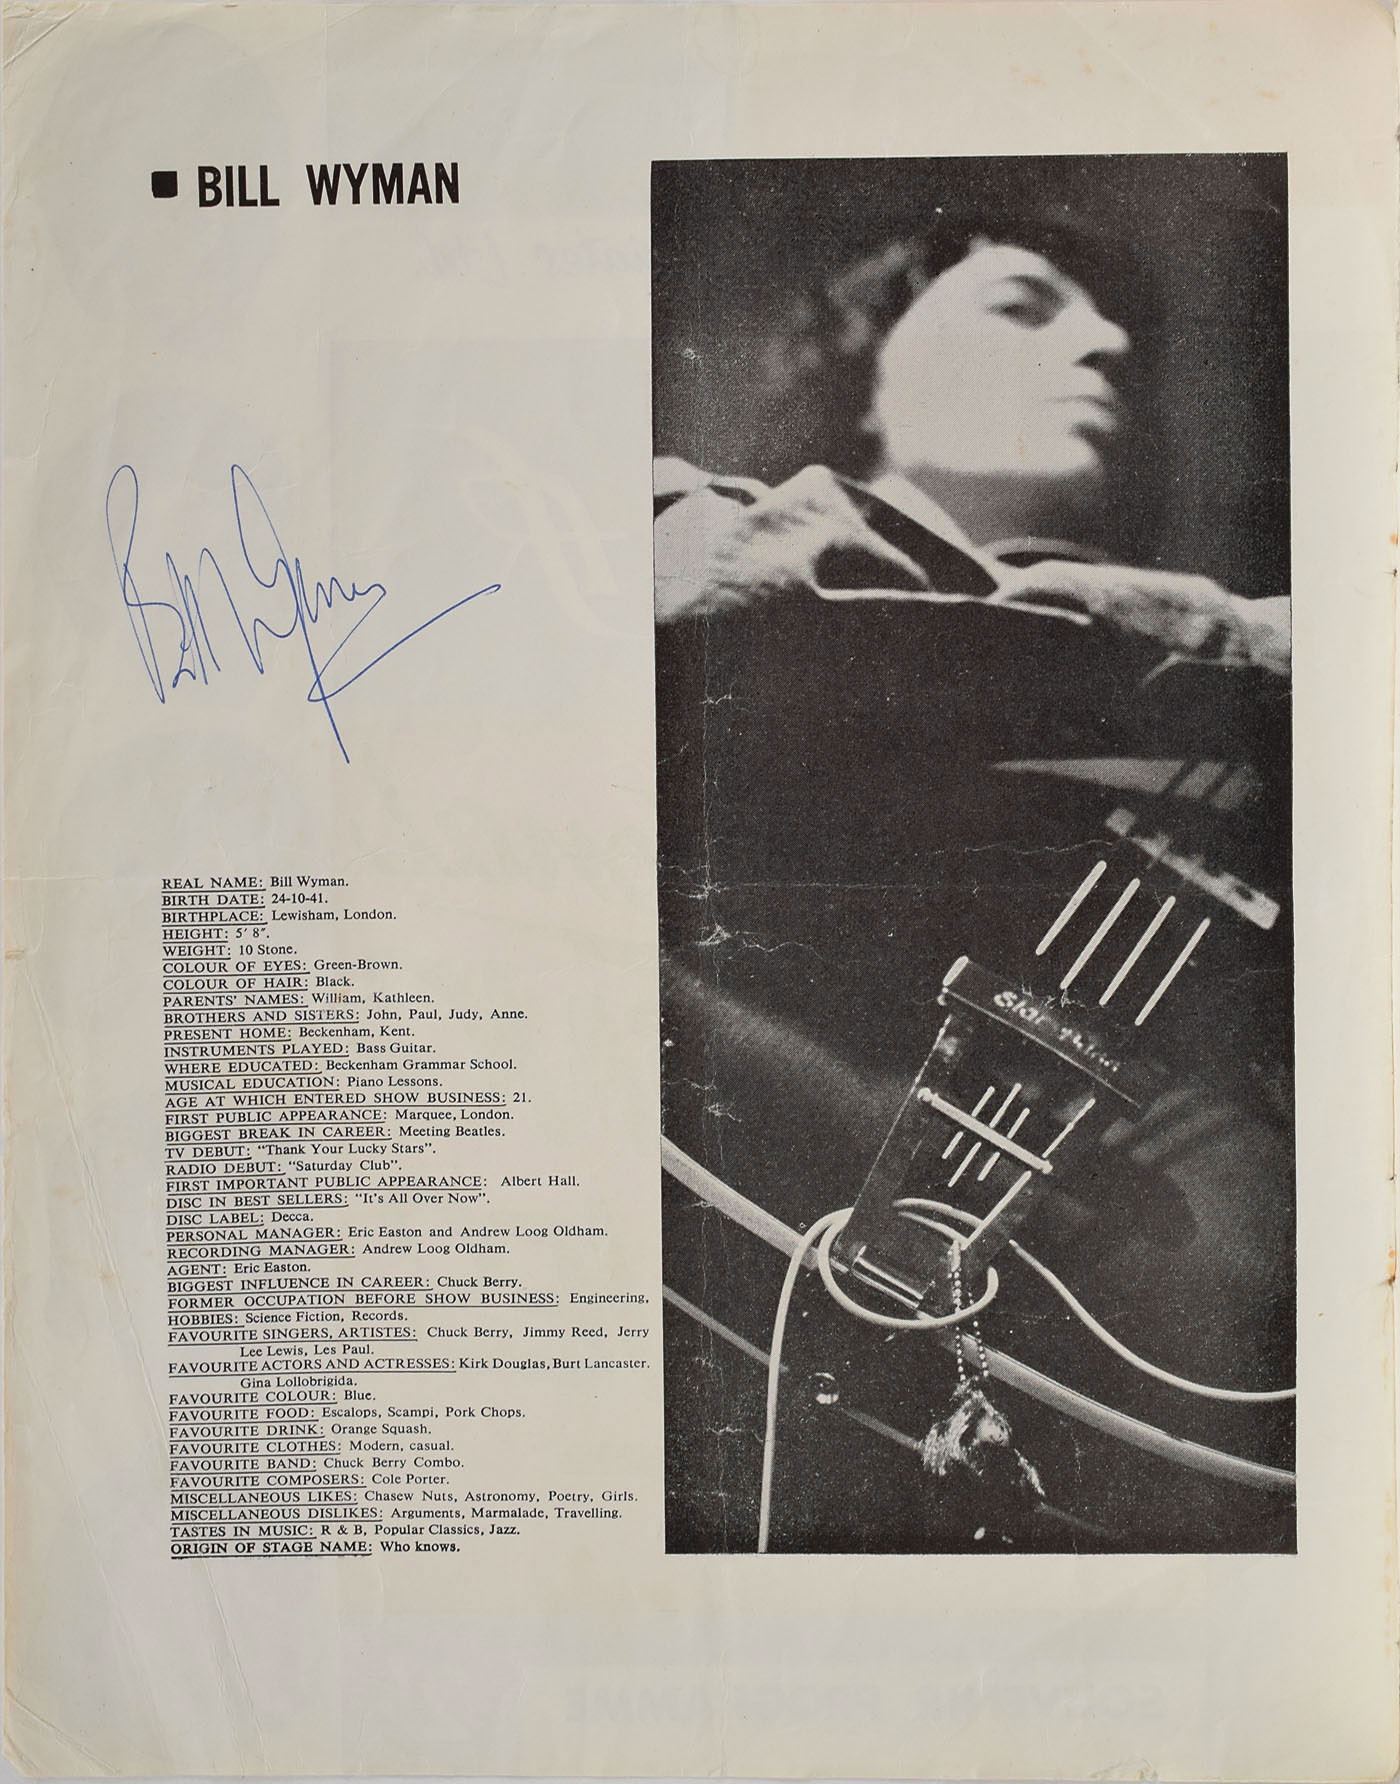 BILL WYMAN
Bill Wyman
REAL NAME: Bill Wyman.
BIRTH DATE: 24-10-41.
BIRTHPLACE: Lewisham, London.
HEIGHT: 5′ 8″.
WEIGHT: 10 Stone.
COLOUR OF EYES: Green-Brown.
COLOUR OF HAIR: Black.
PARENTS' NAMES: William, Kathleen.
BROTHERS AND SISTERS: John, Paul, Judy, Anne.
PRESENT HOME: Beckenham, Kent.
INSTRUMENTS PLAYED: Bass Guitar.
WHERE EDUCATED: Beckenham Grammar School.
MUSICAL EDUCATION: Piano Lessons.
AGE AT WHICH ENTERED SHOW BUSINESS: 21.
FIRST PUBLIC APPEARANCE: Marquee, London.
BIGGEST BREAK IN CAREER: Meeting Beatles.
TV DEBUT: "Thank Your Lucky Stars".
RADIO DEBUT: "Saturday Club".
FIRST IMPORTANT PUBLIC APPEARANCE: Albert Hall.
DISC IN BEST SELLERS: "It's All Over Now".
DISC LABEL: Decca.
PERSONAL MANAGER: Eric Easton and Andrew Loog Oldham.
RECORDING MANAGER: Andrew Loog Oldham.
AGENT: Eric Easton.
BIGGEST INFLUENCE IN CAREER: Chuck Berry.
FORMER OCCUPATION BEFORE SHOW BUSINESS: Engineering,
HOBBIES: Science Fiction, Records.
FAVOURITE SINGERS, ARTISTES: Chuck Berry, Jimmy Reed, Jerry
Lee Lewis, Les Paul.
FAVOURITE ACTORS AND ACTRESSES: Kirk Douglas, Burt Lancaster.
Gina Lollobrigida.
FAVOURITE COLOUR: Blue.
FAVOURITE FOOD: Escalops, Scampi, Pork Chops.
FAVOURITE DRINK: Orange Squash.
FAVOURITE CLOTHES: Modern, casual.
FAVOURITE BAND: Chuck Berry Combo.
FAVOURITE COMPOSERS: Cole Porter.
MISCELLANEOUS LIKES: Chasew Nuts, Astronomy, Poetry, Girls.
MISCELLANEOUS DISLIKES: Arguments, Marmalade, Travelling.
TASTES IN MUSIC: R & B, Popular Classics, Jazz.
ORIGIN OF STAGE NAME: Who knows.
Star